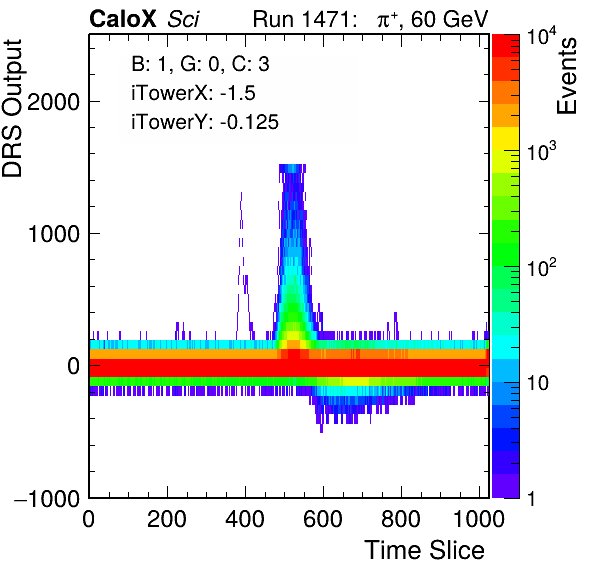 CaloX Sci Run 1471: π⁺, 60 GeV
B: 1, G: 0, C: 3
iTowerX: -1.5
iTowerY: -0.125
DRS Output
2000
1000
0
−1000
0 200 400 600 800 1000
Time Slice
Events
10⁴
10³
10²
10
1